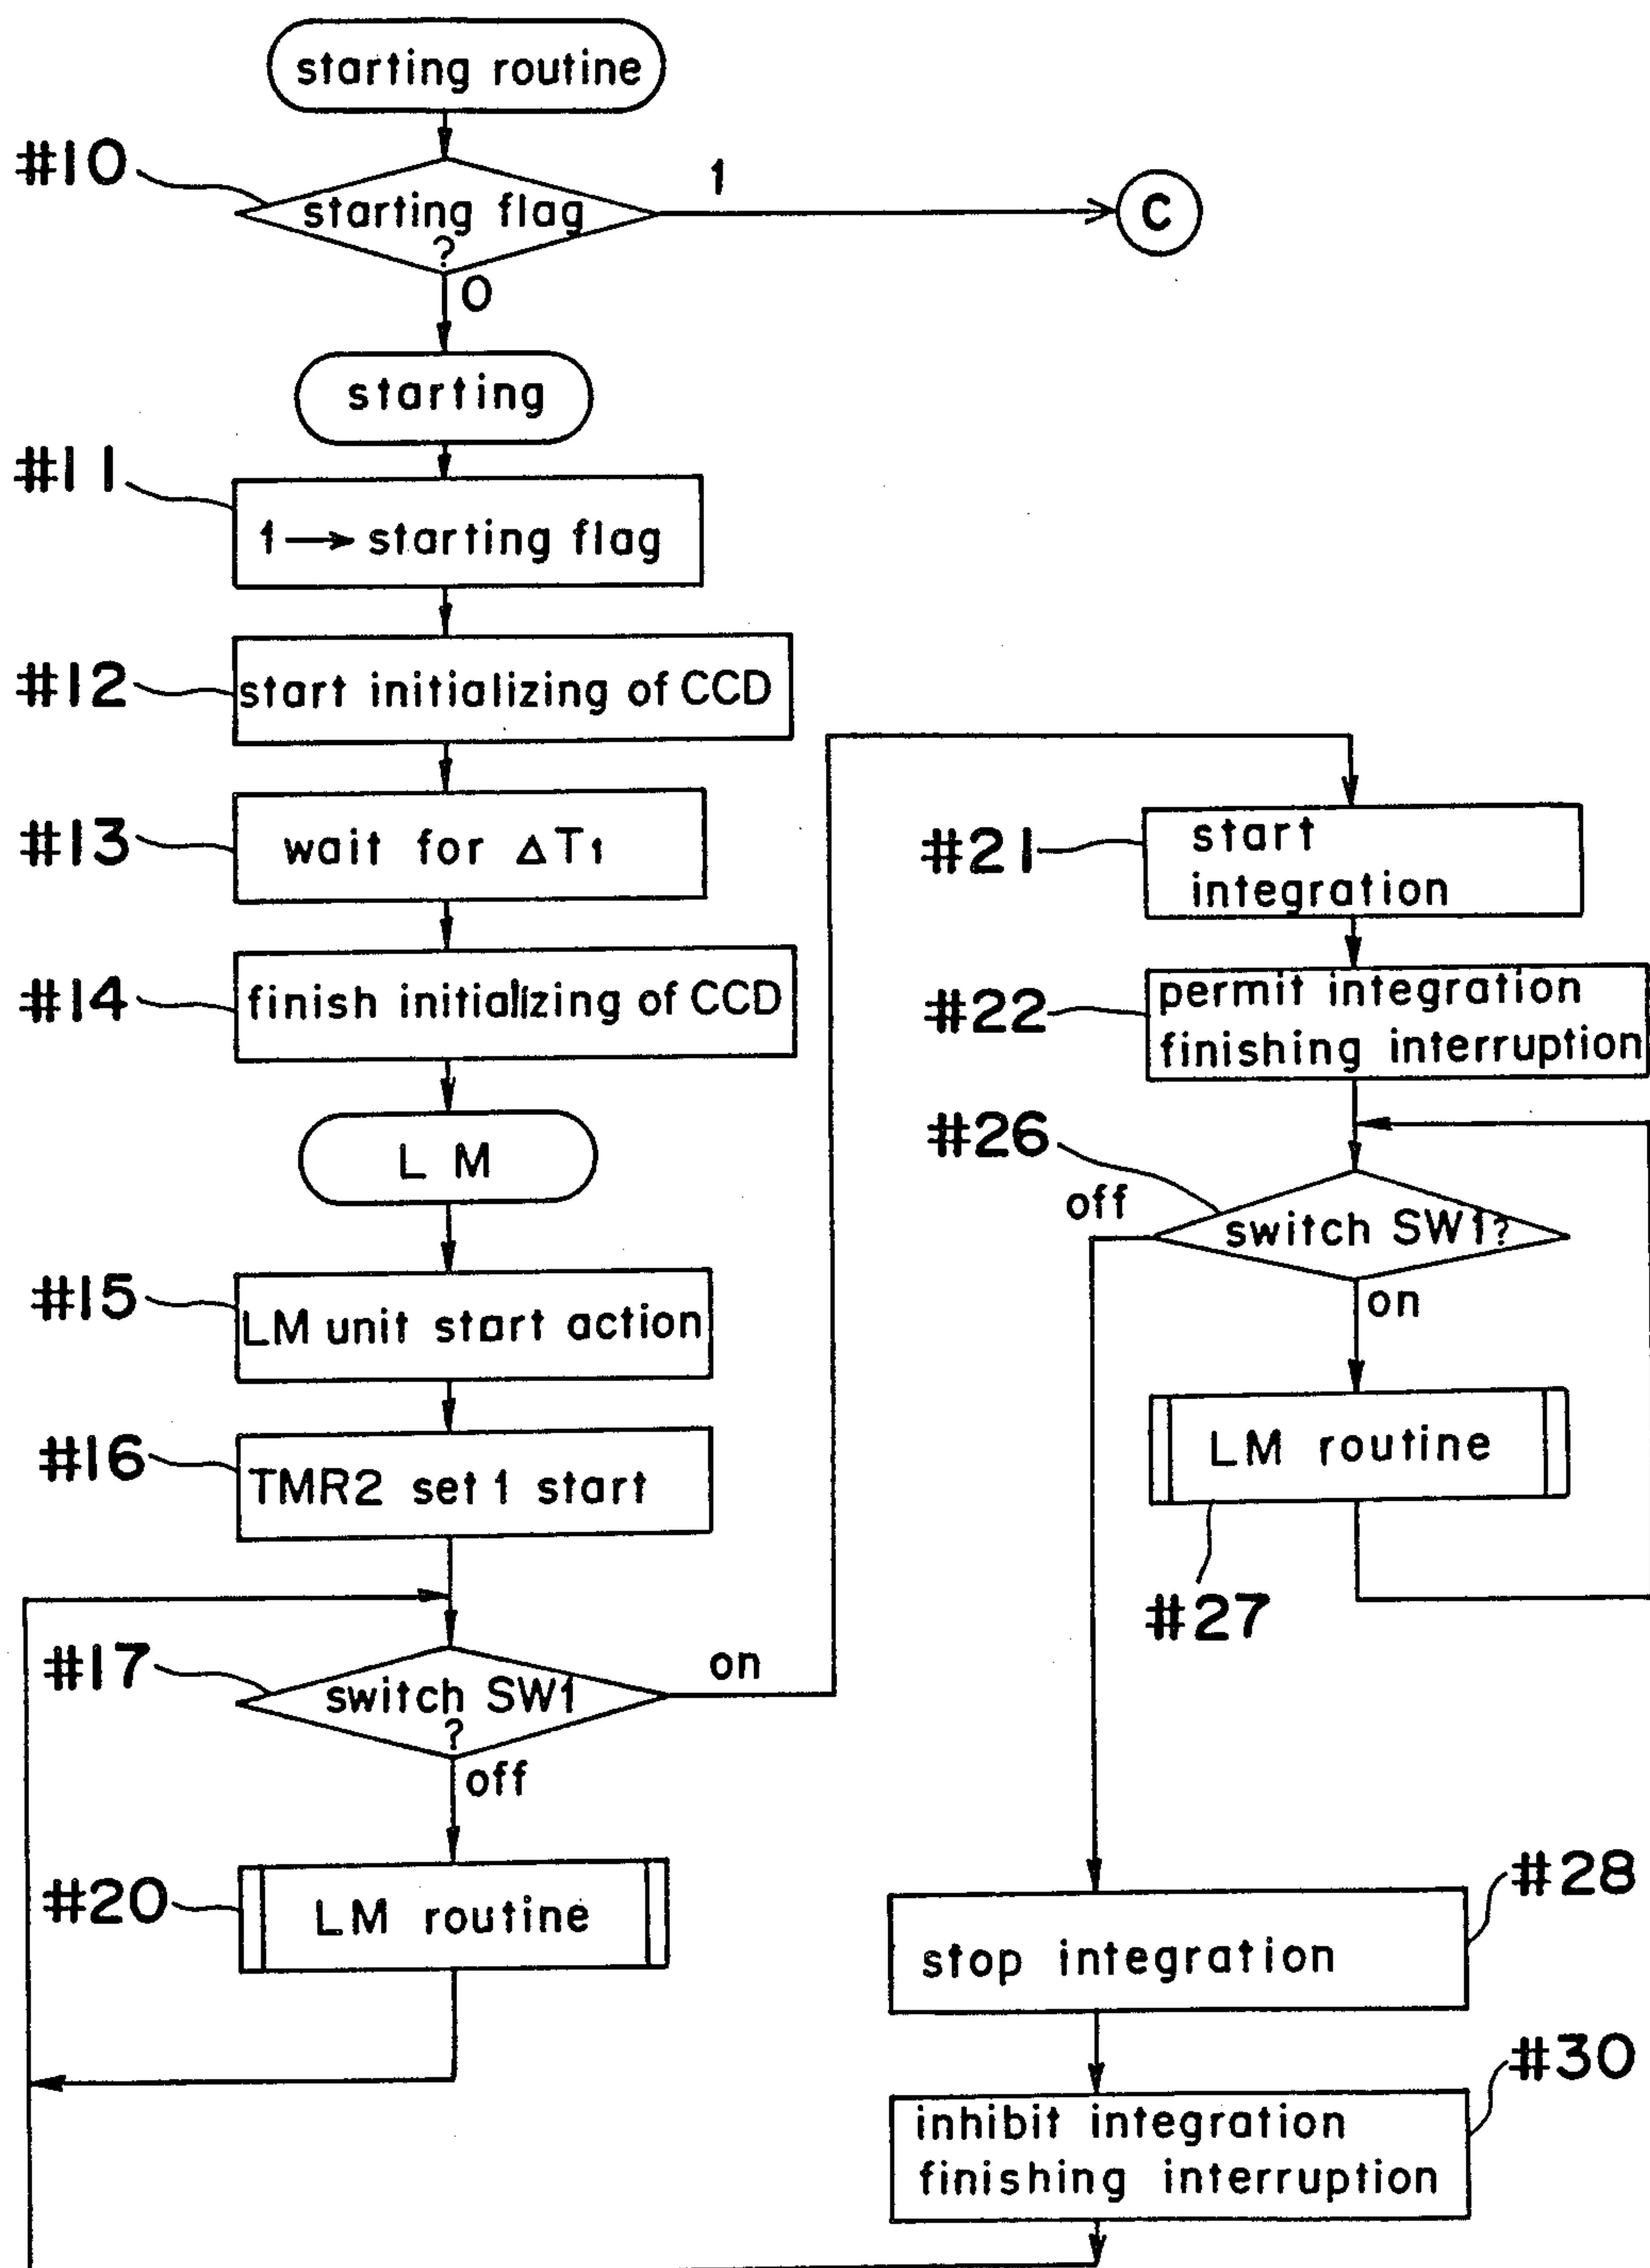 starting routine
#10
starting flag
?
1
C
0
starting
#11
1 → starting flag
#12
start initializing of CCD
#13
wait for ΔT1
#14
finish initializing of CCD
L M
#15
LM unit start action
#16
TMR2 set 1 start
#17
switch SW1
?
on
off
#20
LM routine
#21
start
integration
#22
permit integration
finishing interruption
#26
off
switch SW1?
on
LM routine
#27
#28
stop integration
#30
inhibit integration
finishing interruption